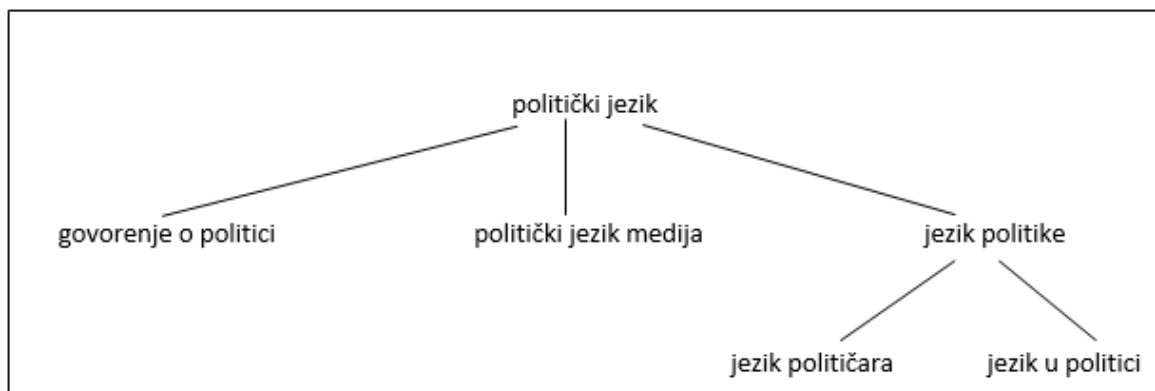 politički jezik
govorenje o politici
politički jezik medija
jezik politike
jezik političara
jezik u politici